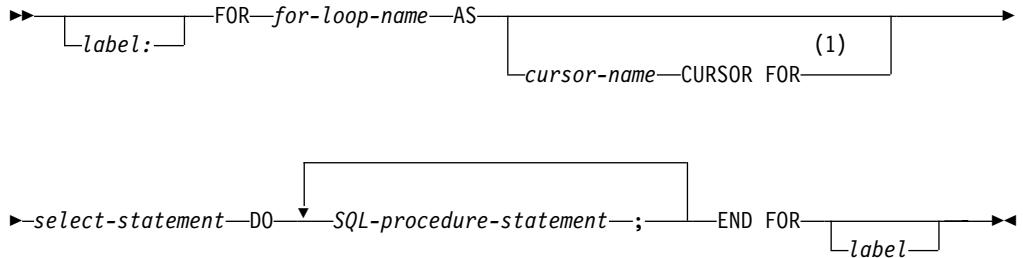 FOR for-loop-name AS
label:
(1)
cursor-name CURSOR FOR
select-statement DO SQL-procedure-statement ; END FOR
label